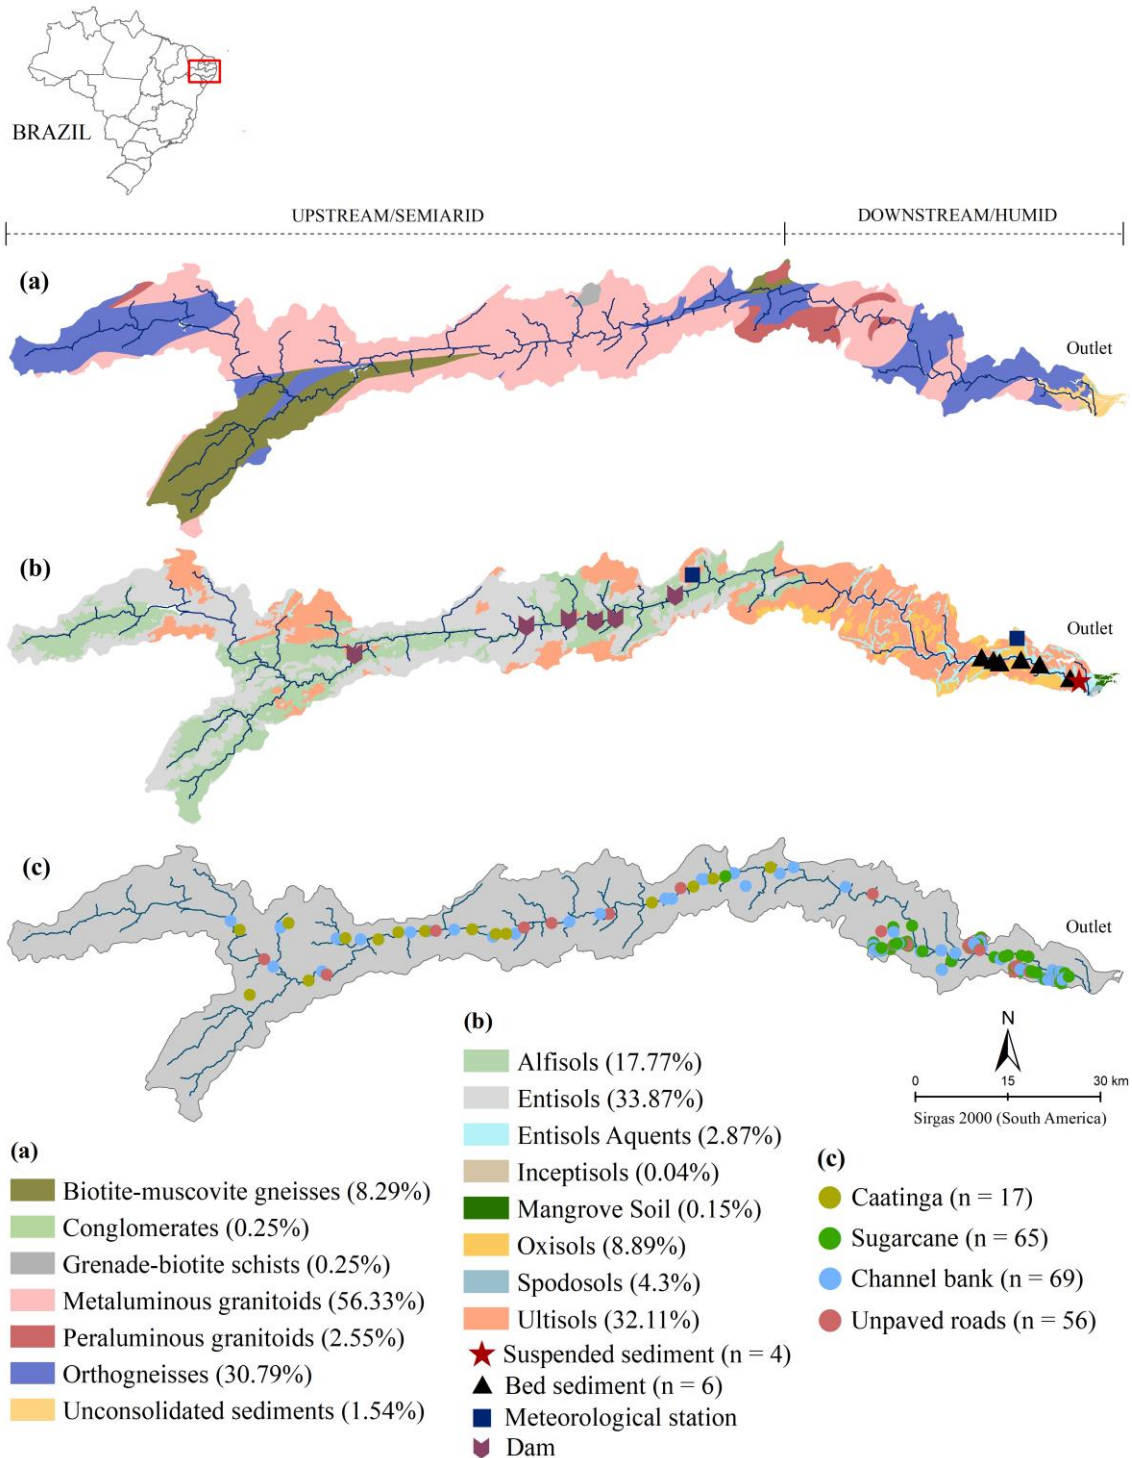 BRAZIL
UPSTREAM/SEMIARID
DOWNSTREAM/HUMID
(a)
Outlet
(b)
Outlet
(c)
Outlet
N
0 15 30 km
Sirgas 2000 (South America)
(a)
Biotite-muscovite gneisses (8.29%)
Conglomerates (0.25%)
Grenade-biotite schists (0.25%)
Metaluminous granitoids (56.33%)
Peraluminous granitoids (2.55%)
Orthogneisses (30.79%)
Unconsolidated sediments (1.54%)
(b)
Alfisols (17.77%)
Entisols (33.87%)
Entisols Aquents (2.87%)
Inceptisols (0.04%)
Mangrove Soil (0.15%)
Oxisols (8.89%)
Spodosols (4.3%)
Ultisols (32.11%)
Suspended sediment (n = 4)
Bed sediment (n = 6)
Meteorological station
Dam
(c)
Caatinga (n = 17)
Sugarcane (n = 65)
Channel bank (n = 69)
Unpaved roads (n = 56)